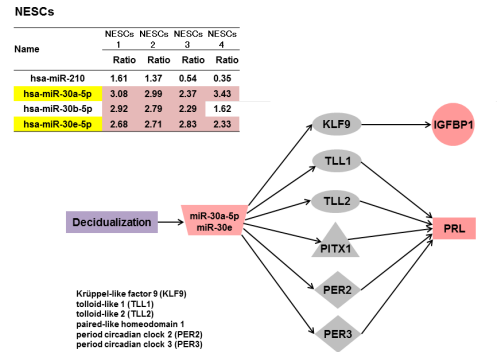 NESCs
Name NESCs 1 NESCs 2 NESCs 3 NESCs 4
Ratio Ratio Ratio Ratio
hsa-miR-210 1.61 1.37 0.54 0.35
hsa-miR-30a-5p 3.08 2.99 2.37 3.43
hsa-miR-30b-5p 2.92 2.79 2.29 1.62
hsa-miR-30e-5p 2.68 2.71 2.83 2.33
KLF9
IGFBP1
TLL1
TLL2
Decidualization
miR-30a-5p
miR-30e
PITX1
PRL
PER2
PER3
Krüppel-like factor 9 (KLF9)
tolloid-like 1 (TLL1)
tolloid-like 2 (TLL2)
paired-like homeodomain 1
period circadian clock 2 (PER2)
period circadian clock 3 (PER3)